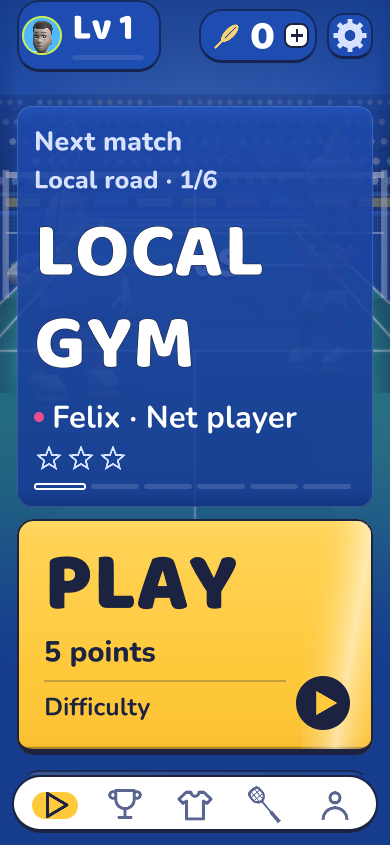 Lv 1
0
Next match
Local road · 1/6
LOCAL
GYM
Felix · Net player
PLAY
5 points
Difficulty